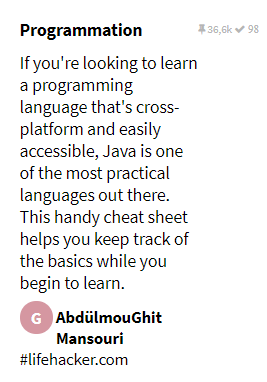 Programmation
36,6k 98
If you're looking to learn
a programming
language that's cross-
platform and easily
accessible, Java is one
of the most practical
languages out there.
This handy cheat sheet
helps you keep track of
the basics while you
begin to learn.
G
AbdülmouGhit
Mansouri
#lifehacker.com